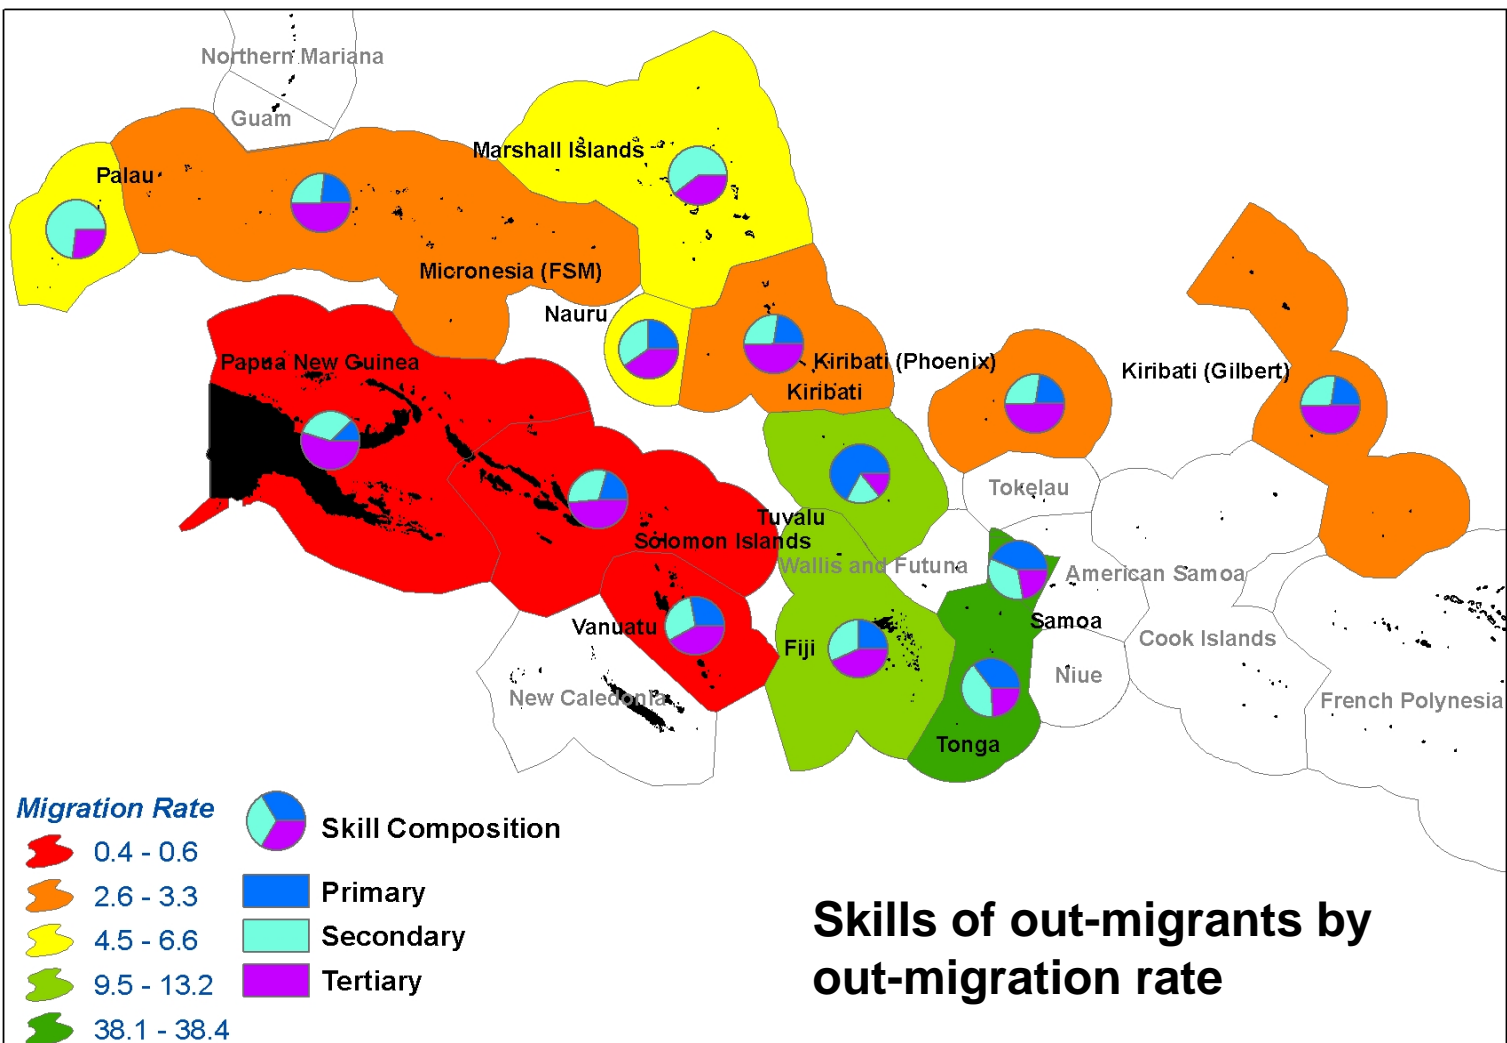 Northern Mariana
Guam
Marshall Islands
Palau
Micronesia (FSM)
Nauru
Papua New Guinea
Kiribati (Phoenix)
Kiribati (Gilbert)
Kiribati
Tokelau
Tuvalu
Solomon Islands
Wallis and Futuna
American Samoa
Samoa
Vanuatu
Fiji
Cook Islands
Niue
New Caledonia
French Polynesia
Tonga
Migration Rate
0.4 - 0.6
2.6 - 3.3
4.5 - 6.6
9.5 - 13.2
38.1 - 38.4
Skill Composition
Primary
Secondary
Tertiary
Skills of out-migrants by
out-migration rate